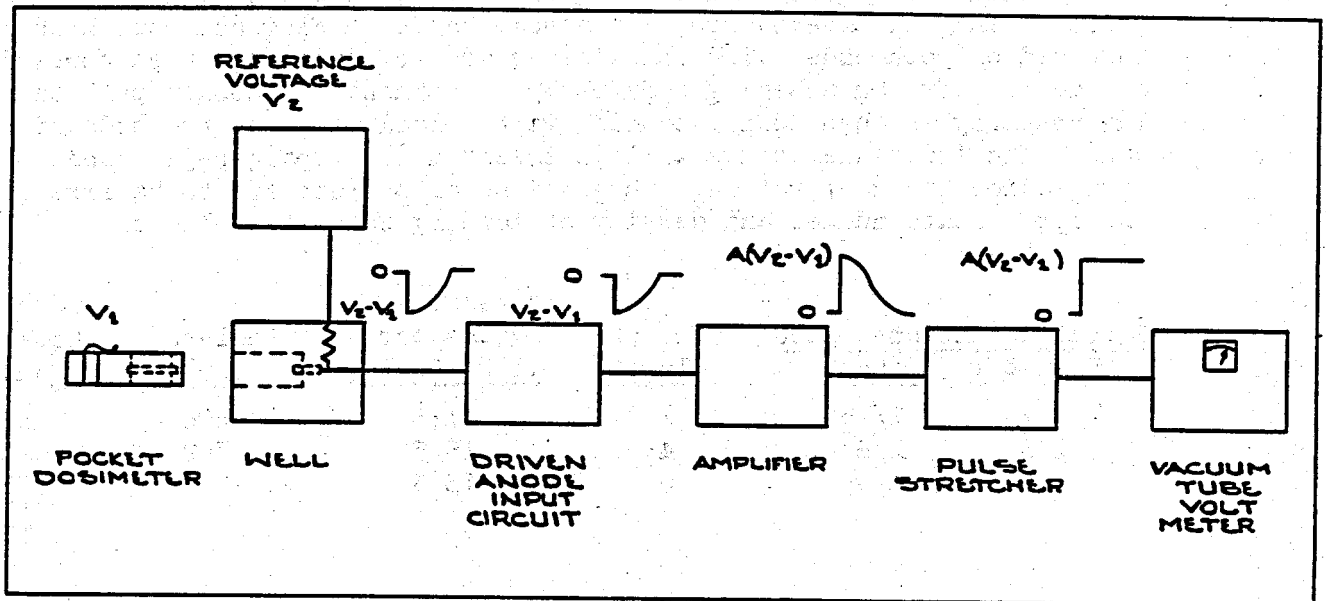 REFERENCE
VOLTAGE
V₂
V₁
0
V₂-V₁
0
V₂-V₁
A(V₂-V₁)
0
A(V₂-V₁)
0
POCKET
DOSIMETER
WELL
DRIVEN
ANODE
INPUT
CIRCUIT
AMPLIFIER
PULSE
STRETCHER
VACUUM
TUBE
VOLT
METER